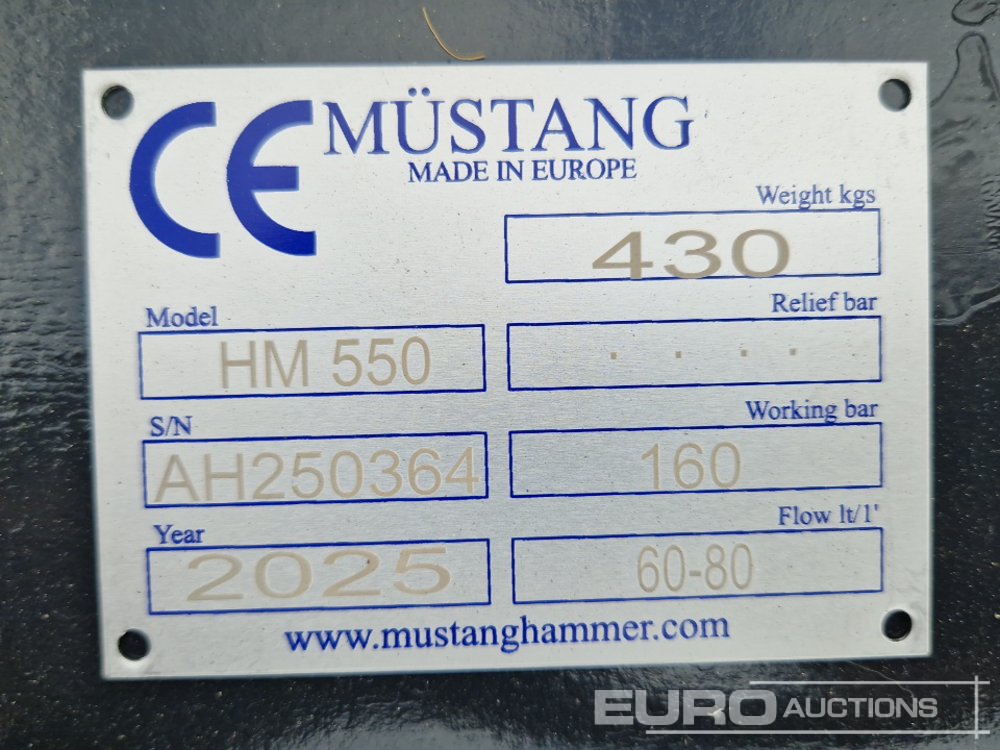 CE MÜSTANG
MADE IN EUROPE
Weight kgs
430
Model
HM 550
Relief bar
. . . .
S/N
AH250364
Working bar
160
Year
2025
Flow lt/1'
60-80
www.mustanghammer.com
EURO AUCTIONS